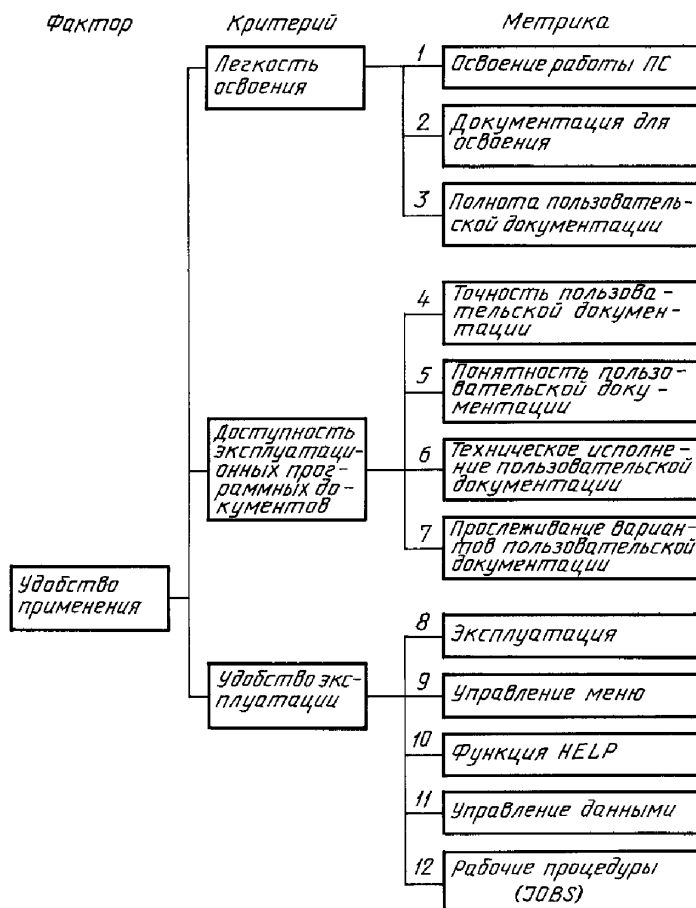 Фактор
Критерий
Метрика
Легкость
освоения
1
Освоение работы ПС
2
Документация для
освоения
3
Полнота пользователь-
ской документации
4
Точность пользова-
тельской докумен-
тации
5
Понятность пользо-
вательской доку-
ментации
Доступность
эксплуатаци-
онных прог-
раммных до-
кументов
6
Техническое исполне-
ние пользовательской
документации
7
Прослеживание вариан-
тов пользовательской
документации
Удобство
применения
8
Эксплуатация
Удобство экс-
плуатации
9
Управление меню
10
Функция HELP
11
Управление данными
12
Рабочие процедуры
(JOBS)